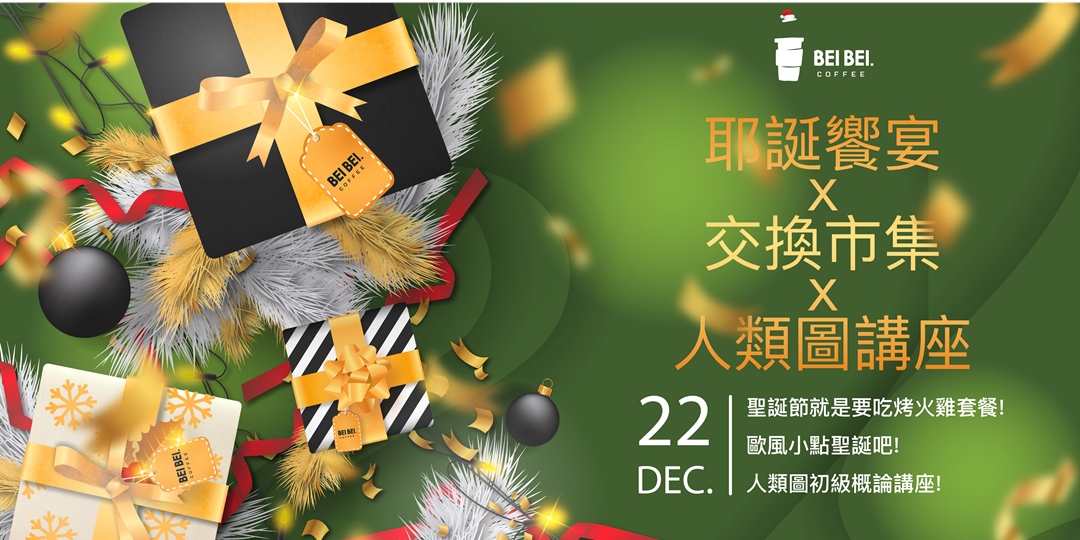 BEI BEI.
COFFEE
耶誕饗宴
X
交換市集
X
人類圖講座
22
DEC.
聖誕節就是要吃烤火雞套餐!
歐風小點聖誕吧!
人類圖初級概論講座!
BEI BEI.
COFFEE
BEI BEI.
COFFEE
BEI BEI.
COFFEE